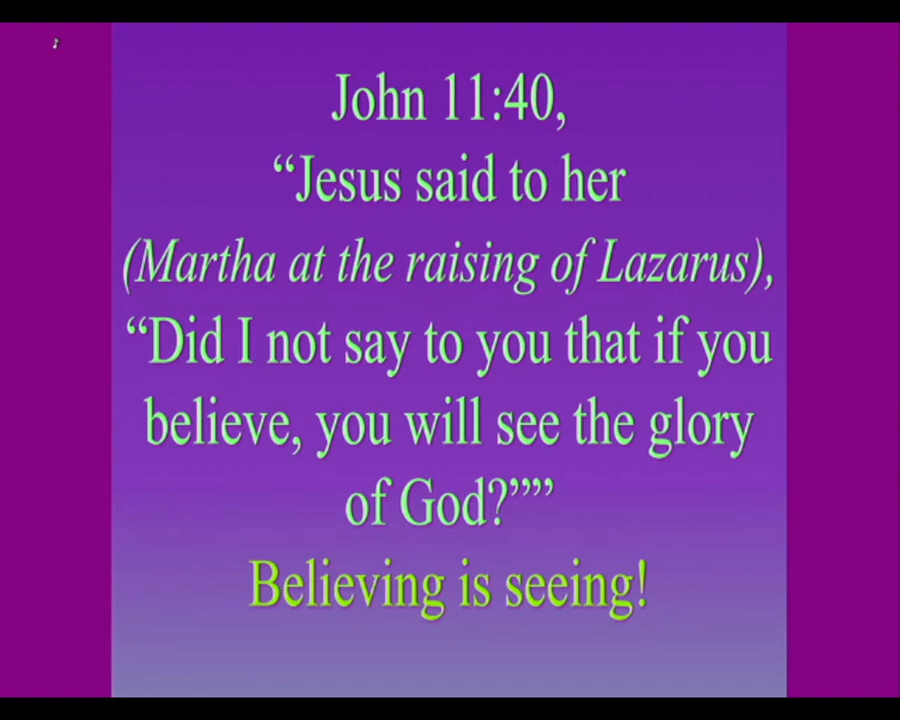 John 11:40,
“Jesus said to her
(Martha at the raising of Lazarus),
“Did I not say to you that if you
believe, you will see the glory
of God?””
Believing is seeing!